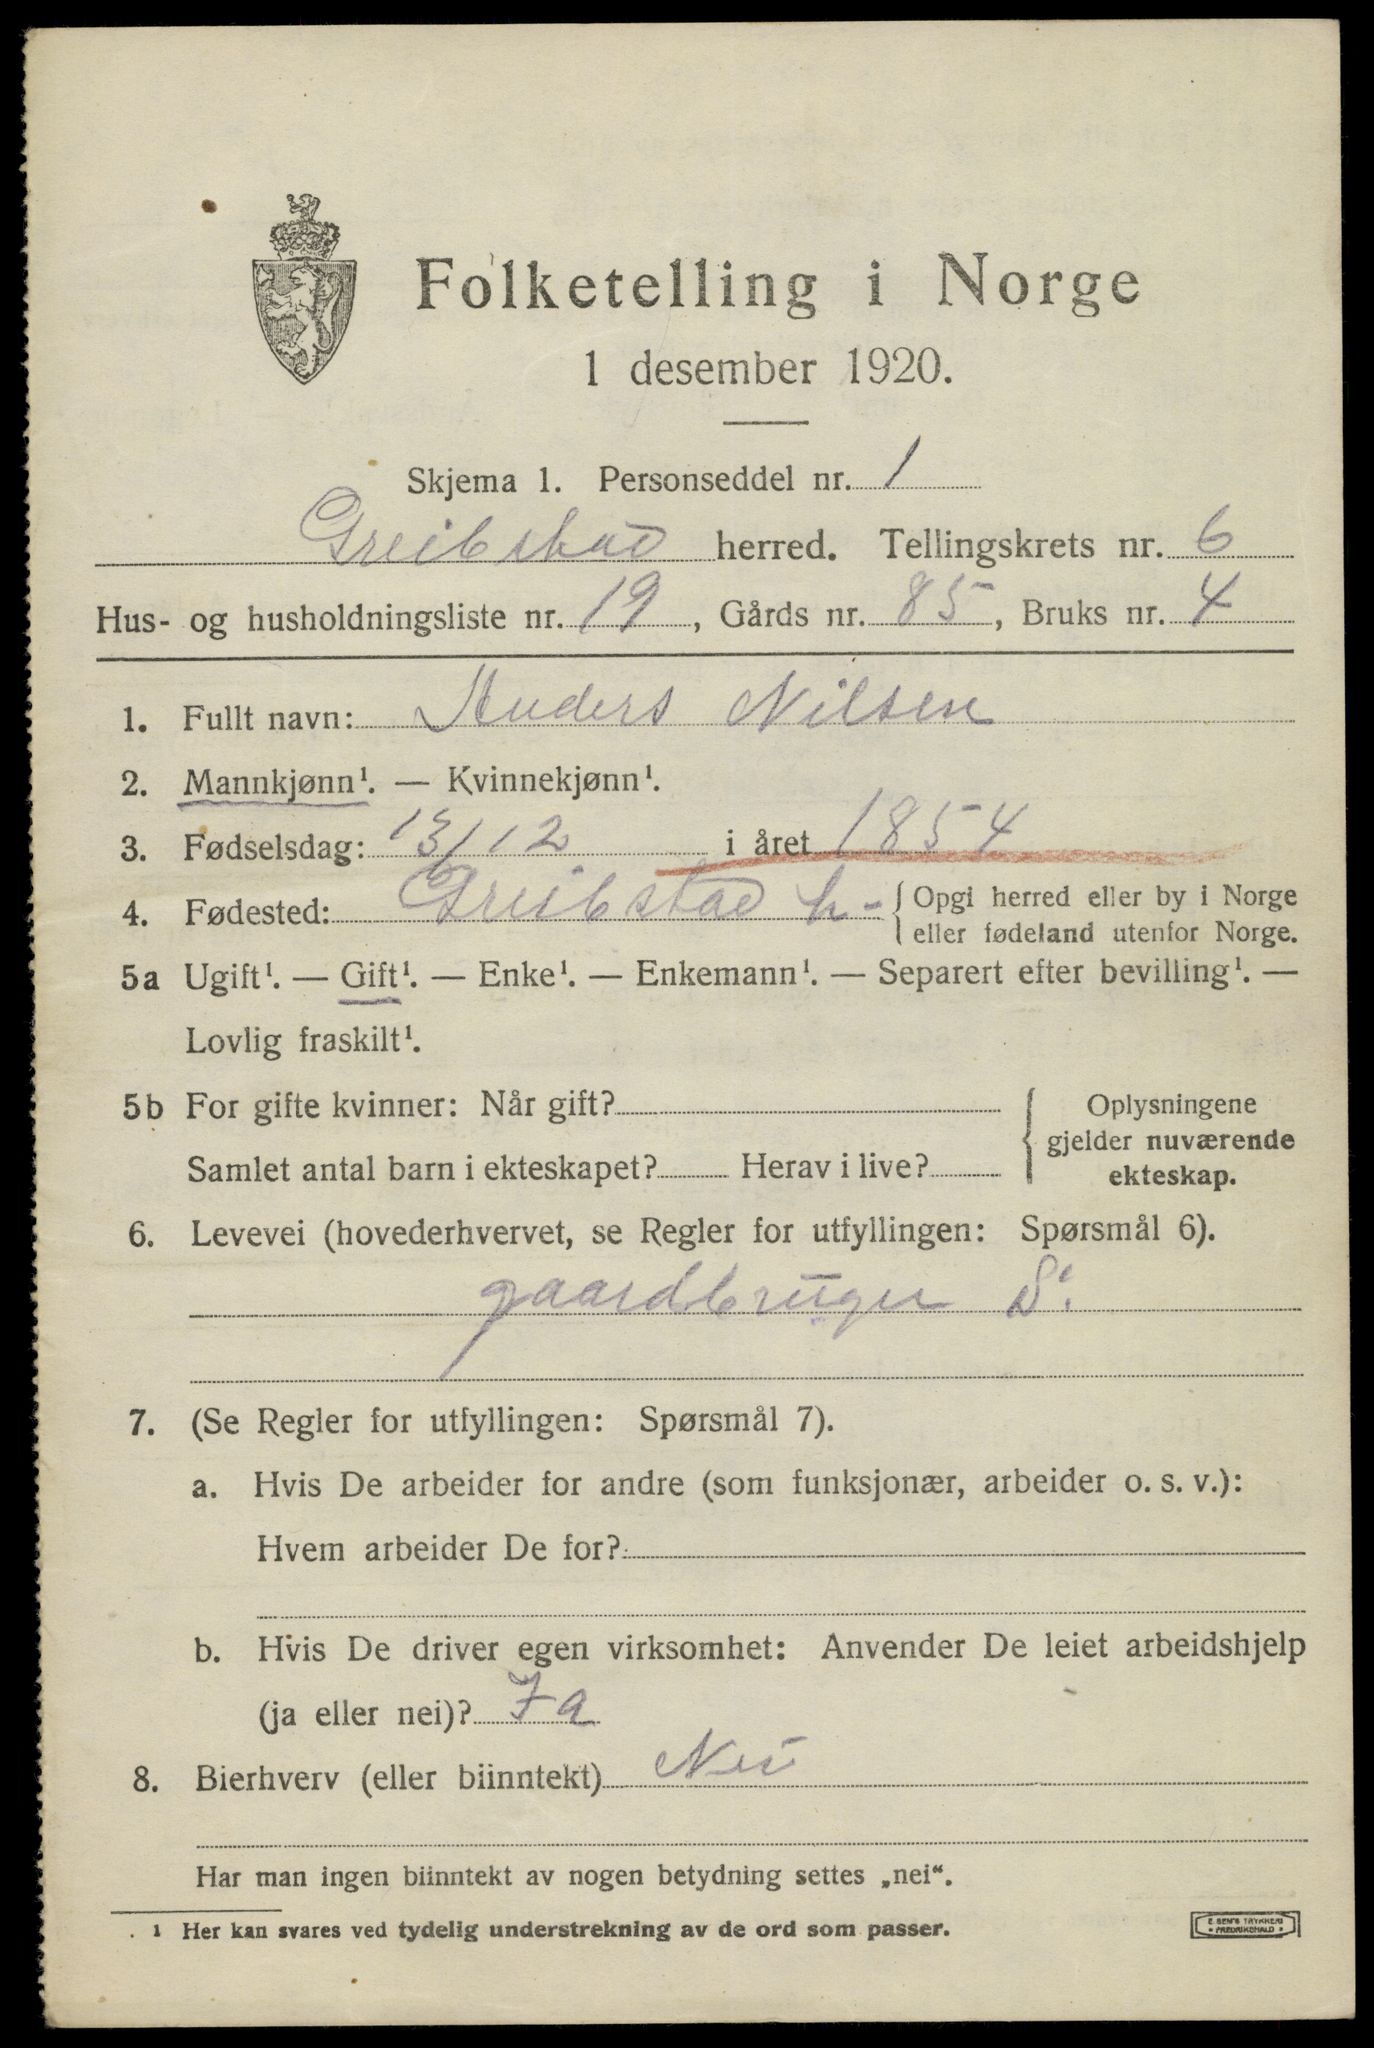 Folketelling i Norge
1 desember 1920.
Skjema 1. Personseddel nr. 1
Greibstad herred. Tellingskrets nr. 6
Hus- og husholdningsliste nr. 19, Gårds nr. 85, Bruks nr. 4
1. Fullt navn: Anders Nilsen
2. Mannkjønn¹. — Kvinnekjønn¹.
3. Fødselsdag: 13/12 i året 1854
4. Fødested: Greibstad h- { Opgi herred eller by i Norge
eller fødeland utenfor Norge.
5a Ugift¹. — Gift¹. — Enke¹. — Enkemann¹. — Separert efter bevilling¹. —
Lovlig fraskilt¹.
5b For gifte kvinner: Når gift?
Samlet antal barn i ekteskapet? Herav i live?
Oplysningene
gjelder nuværende
ekteskap.
6. Levevei (hovederhvervet, se Regler for utfyllingen: Spørsmål 6).
gaardbruger S.
7. (Se Regler for utfyllingen: Spørsmål 7).
a. Hvis De arbeider for andre (som funksjonær, arbeider o. s. v.):
Hvem arbeider De for?
b. Hvis De driver egen virksomhet: Anvender De leiet arbeidshjelp
(ja eller nei)? Ja
8. Bierhverv (eller biinntekt) Nei
Har man ingen biinntekt av nogen betydning settes „nei“.
¹ Her kan svares ved tydelig understrekning av de ord som passer.
E. SEM'S TRYKKERI
FREDRIKSHALD